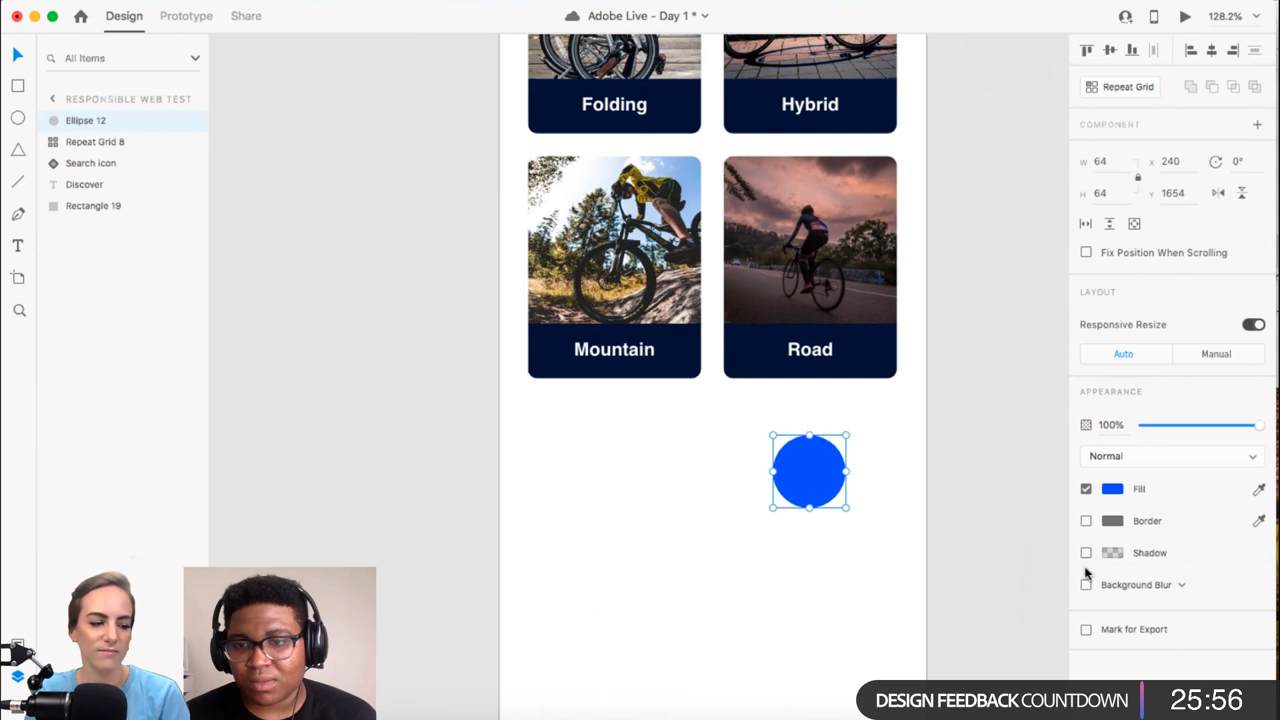 Design Prototype Share
Adobe Live - Day 1 *
128.2%
All Items
RESPONSIBLE WEB TEST
Ellipse 12
Repeat Grid 8
Search icon
T Discover
Rectangle 19
T
Folding
Hybrid
Mountain
Road
Repeat Grid
COMPONENT +
W 64 X 240 0°
H 64 Y 1654
Fix Position When Scrolling
LAYOUT
Responsive Resize
Auto Manual
APPEARANCE
100%
Normal
Fill
Border
Shadow
Background Blur
Mark for Export
DESIGN FEEDBACK COUNTDOWN 25:56